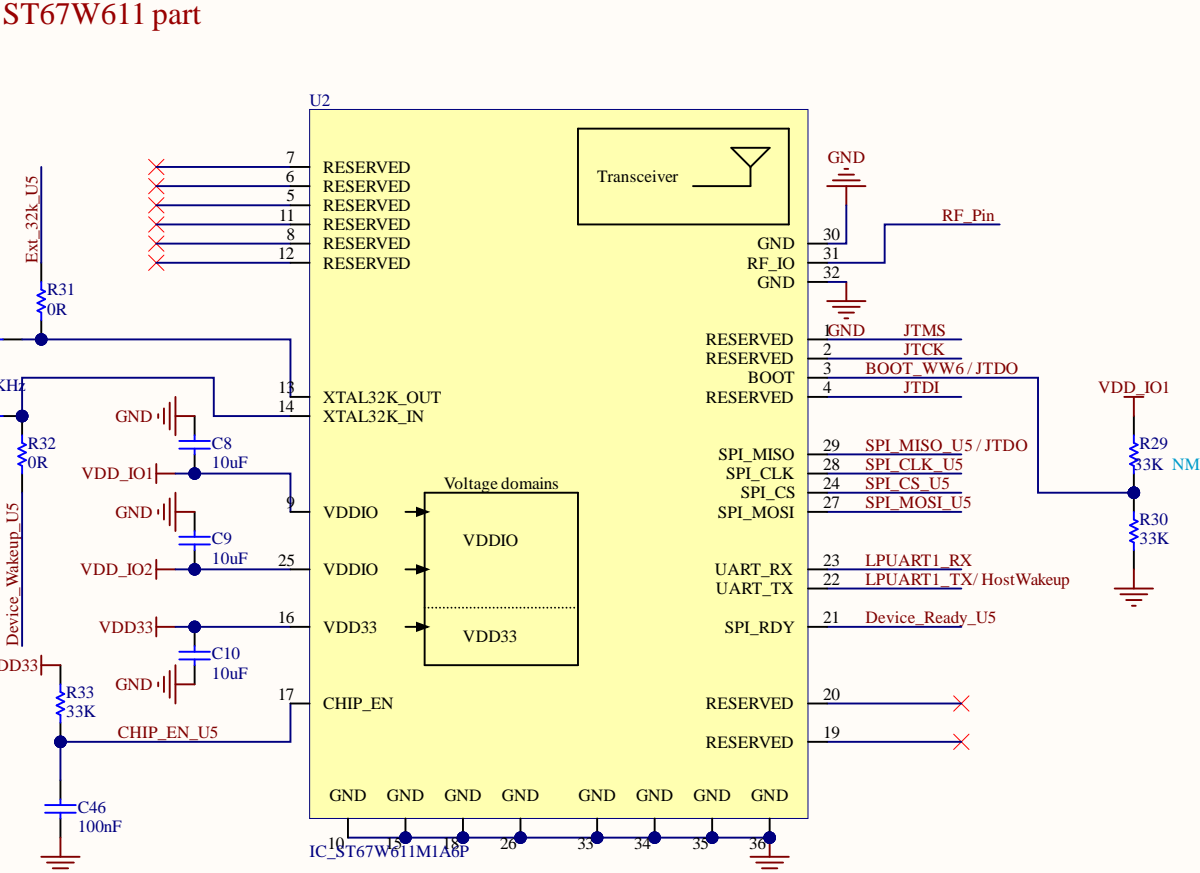 ST67W611 part
U2
7 RESERVED
6 RESERVED
5 RESERVED
11 RESERVED
8 RESERVED
12 RESERVED
Transceiver
GND
RF_Pin
GND 30
RF_IO 31
GND 32
GND
Ext_32k_U5
R31
0R
RESERVED 1 JTMS
RESERVED 2 JTCK
BOOT 3 BOOT_WW6 / JTDO
RESERVED 4 JTDI
KHz
13 XTAL32K_OUT
14 XTAL32K_IN
VDD_IO1
R29
33K NM
R30
33K
R32
0R
GND
C8
10uF
VDD_IO1
9 VDDIO
GND
C9
10uF
VDD_IO2
25 VDDIO
Voltage domains
VDDIO
VDD33
SPI_MISO 29 SPI_MISO_U5 / JTDO
SPI_CLK 28 SPI_CLK_U5
SPI_CS 24 SPI_CS_U5
SPI_MOSI 27 SPI_MOSI_U5
UART_RX 23 LPUART1_RX
UART_TX 22 LPUART1_TX/ HostWakeup
SPI_RDY 21 Device_Ready_U5
Device_Wakeup_U5
VDD33
16 VDD33
C10
10uF
GND
DD33
R33
33K
17 CHIP_EN
CHIP_EN_U5
RESERVED 20
RESERVED 19
C46
100nF
GND GND GND GND GND GND GND GND
10 15 18 26 33 34 35 36
IC_ST67W611M1A6P